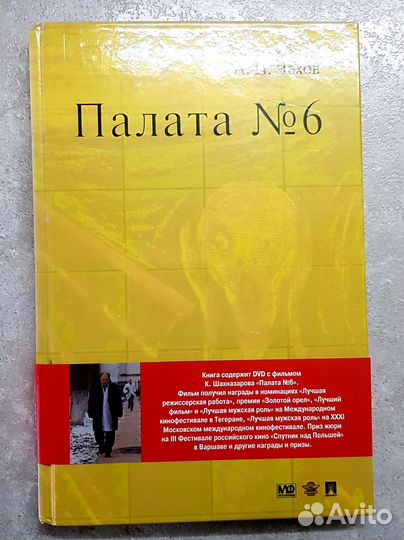 А. П. Чехов
Палата №6
Книга содержит DVD с фильмом
К. Шахназарова «Палата №6».
Фильм получил награды в номинациях «Лучшая
режиссерская работа», премии «Золотой орел», «Лучший
фильм» и «Лучшая мужская роль» на Международном
кинофестивале в Тегеране, «Лучшая мужская роль» на XXXI
Московском международном кинофестивале. Приз жюри
на III Фестивале российского кино «Спутник над Польшей»
в Варшаве и другие награды и призы.
Avito